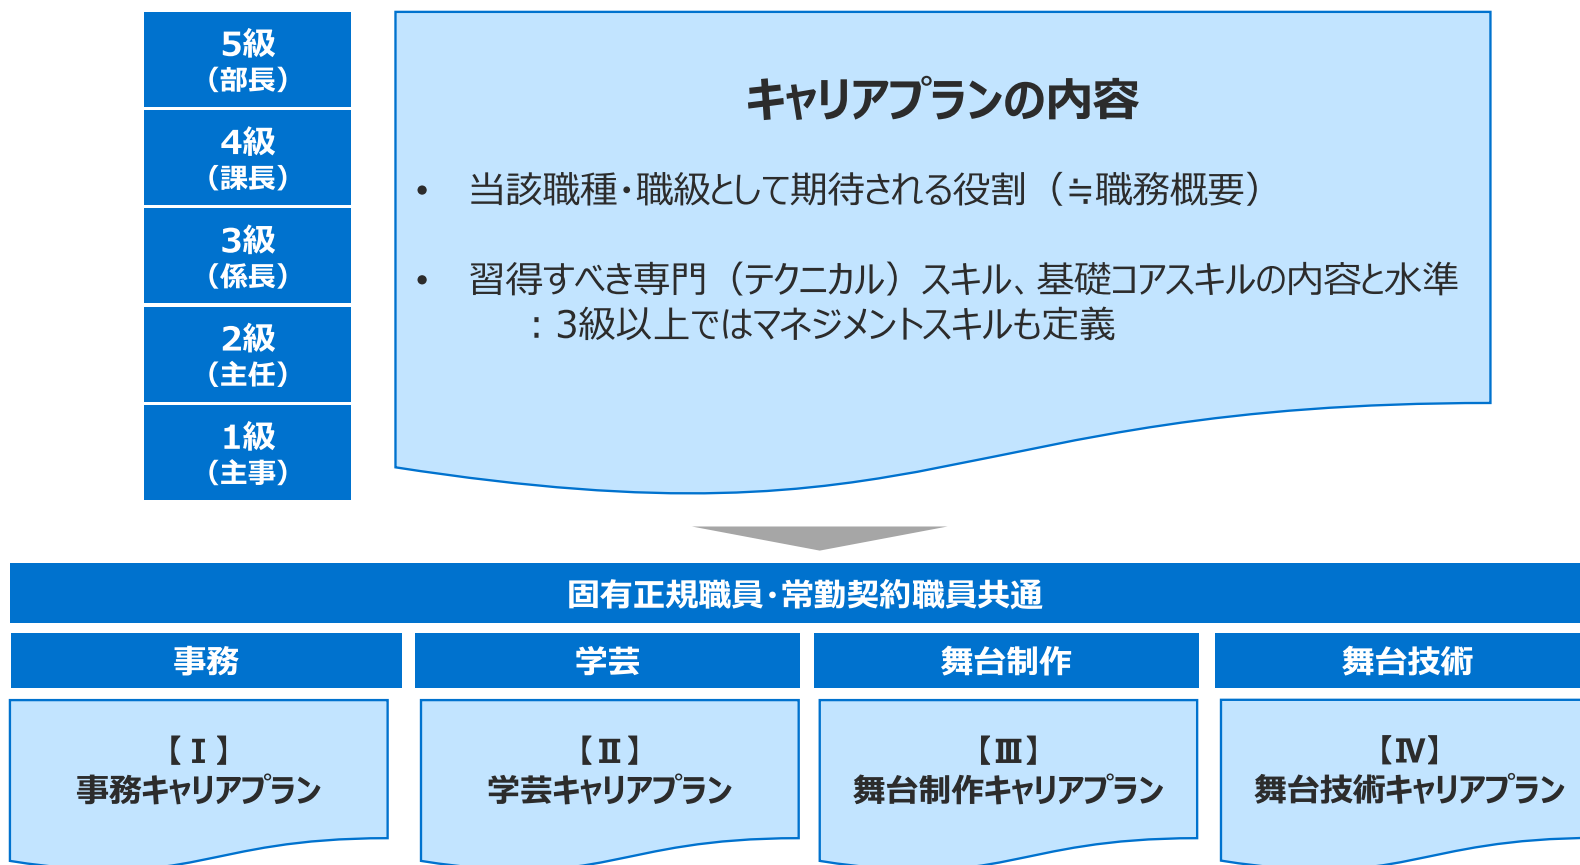 5級
（部長）
4級
（課長）
3級
（係長）
2級
（主任）
1級
（主事）
キャリアプランの内容
• 当該職種・職級として期待される役割（≒職務概要）
• 習得すべき専門（テクニカル）スキル、基礎コアスキルの内容と水準
：3級以上ではマネジメントスキルも定義
固有正規職員・常勤契約職員共通
事務
学芸
舞台制作
舞台技術
【Ⅰ】
事務キャリアプラン
【Ⅱ】
学芸キャリアプラン
【Ⅲ】
舞台制作キャリアプラン
【Ⅳ】
舞台技術キャリアプラン